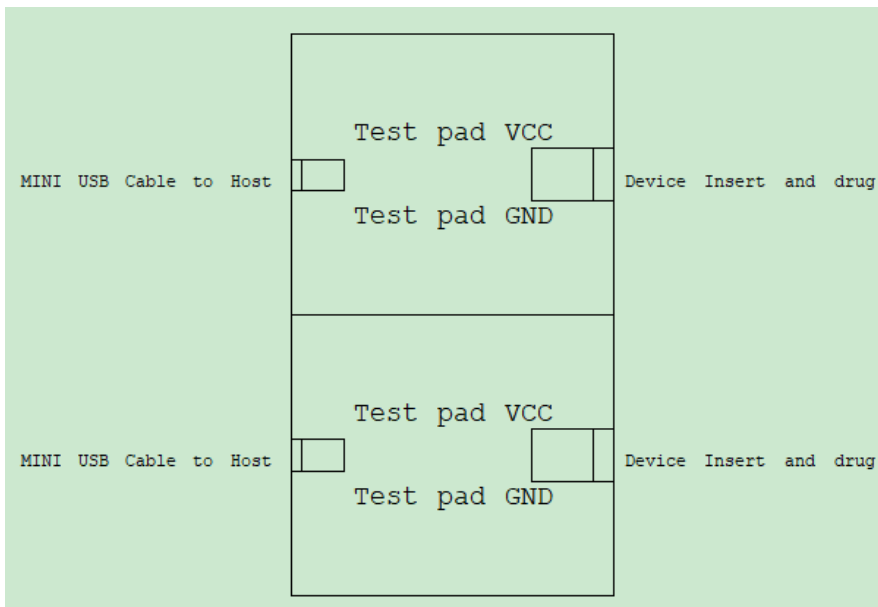 Test pad VCC
MINI USB Cable to Host
Device Insert and drug
Test pad GND
Test pad VCC
MINI USB Cable to Host
Device Insert and drug
Test pad GND